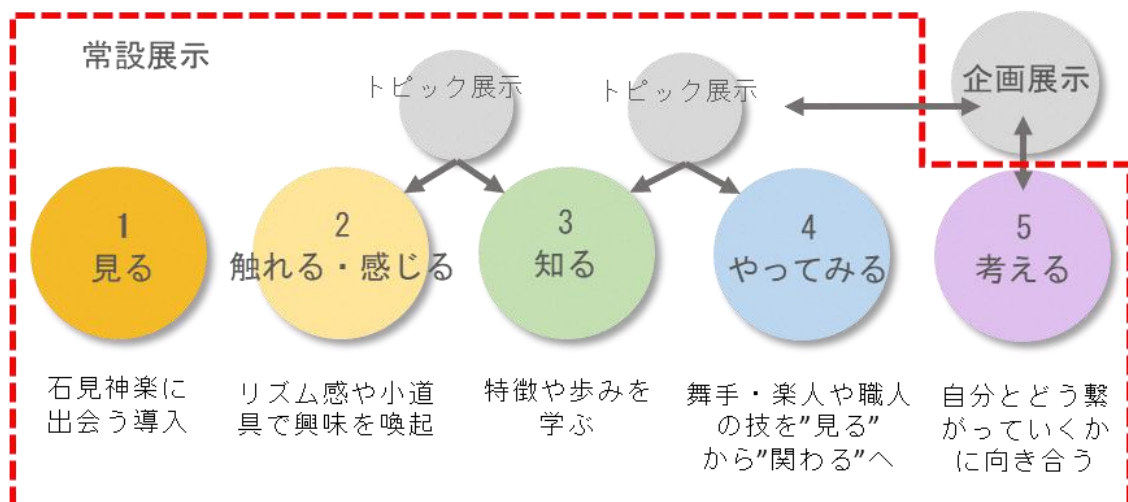 常設展示
トピック展示
トピック展示
企画展示
1
見る
2
触れる・感じる
3
知る
4
やってみる
5
考える
石見神楽に
出会う導入
リズム感や小道
具で興味を喚起
特徴や歩みを
学ぶ
舞手・楽人や職人
の技を”見る”
から”関わる”へ
自分とどう繋
がっていくか
に向き合う